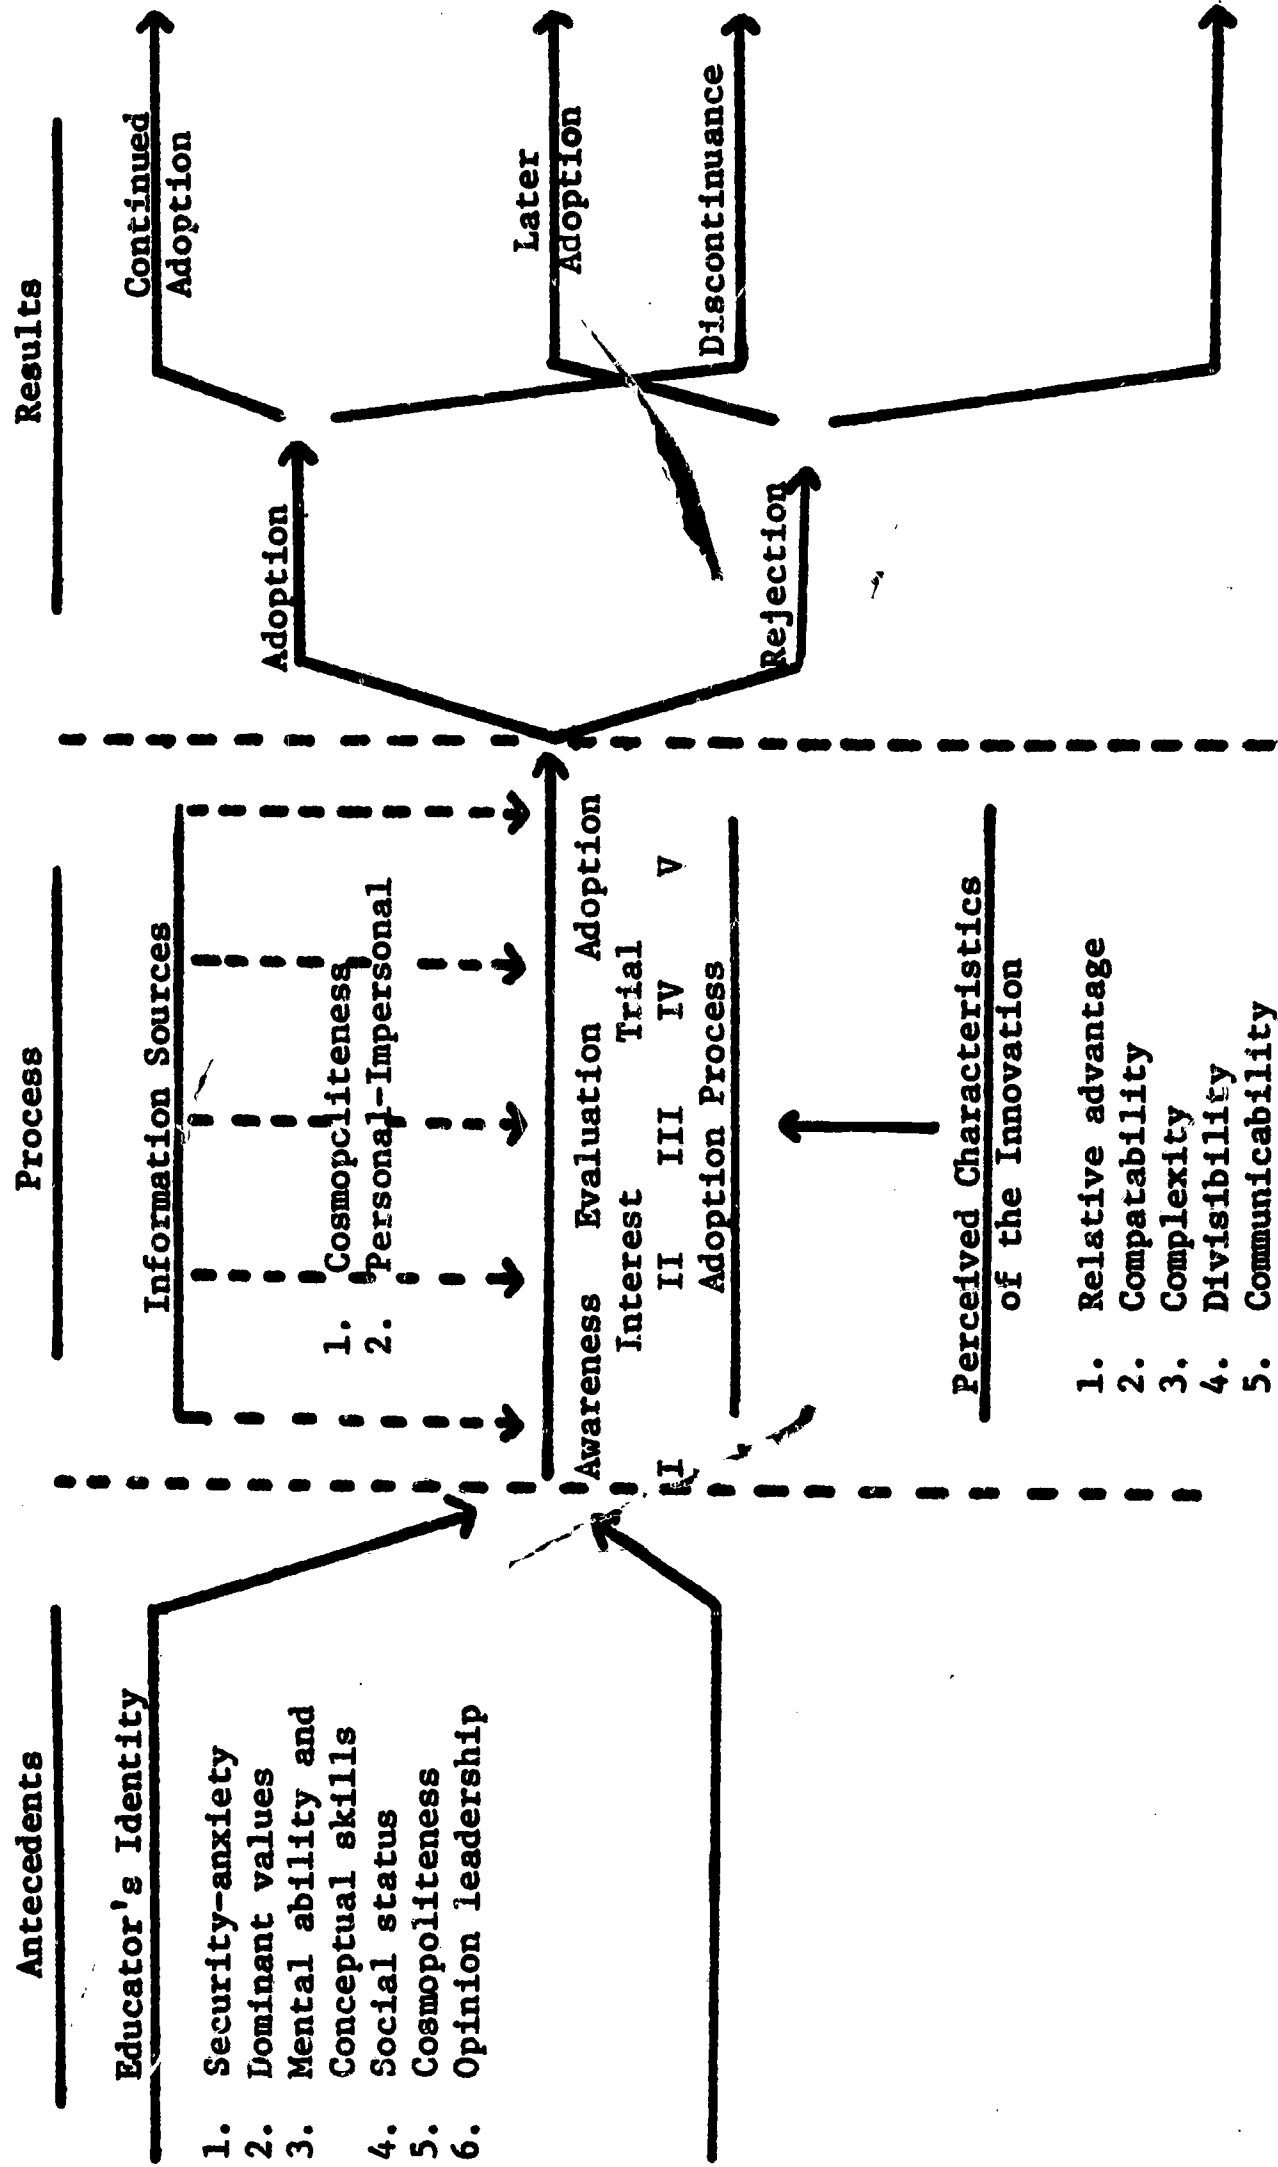 Antecedents
Educator's Identity
1. Security-anxiety
2. Dominant values
3. Mental ability and
Conceptual skills
4. Social status
5. Cosmopoliteness
6. Opinion leadership
Process
Information Sources
1. Cosmopoliteness
2. Personal-Impersonal
Awareness Evaluation Adoption
Interest Trial
I II III IV V
Adoption Process
Perceived Characteristics
of the Innovation
1. Relative advantage
2. Compatability
3. Complexity
4. Divisibility
5. Communicability
Results
Adoption
Rejection
Continued
Adoption
Later
Adoption
Discontinuance